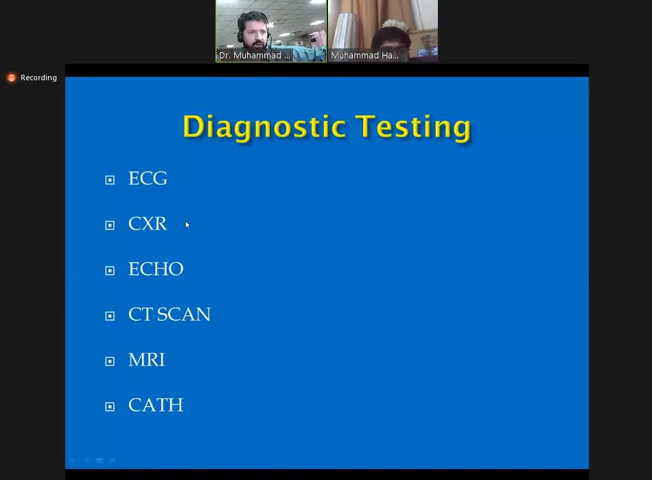 Dr. Muhammad ...
Muhammad Ha...
Recording
Diagnostic Testing
ECG
CXR
ECHO
CT SCAN
MRI
CATH